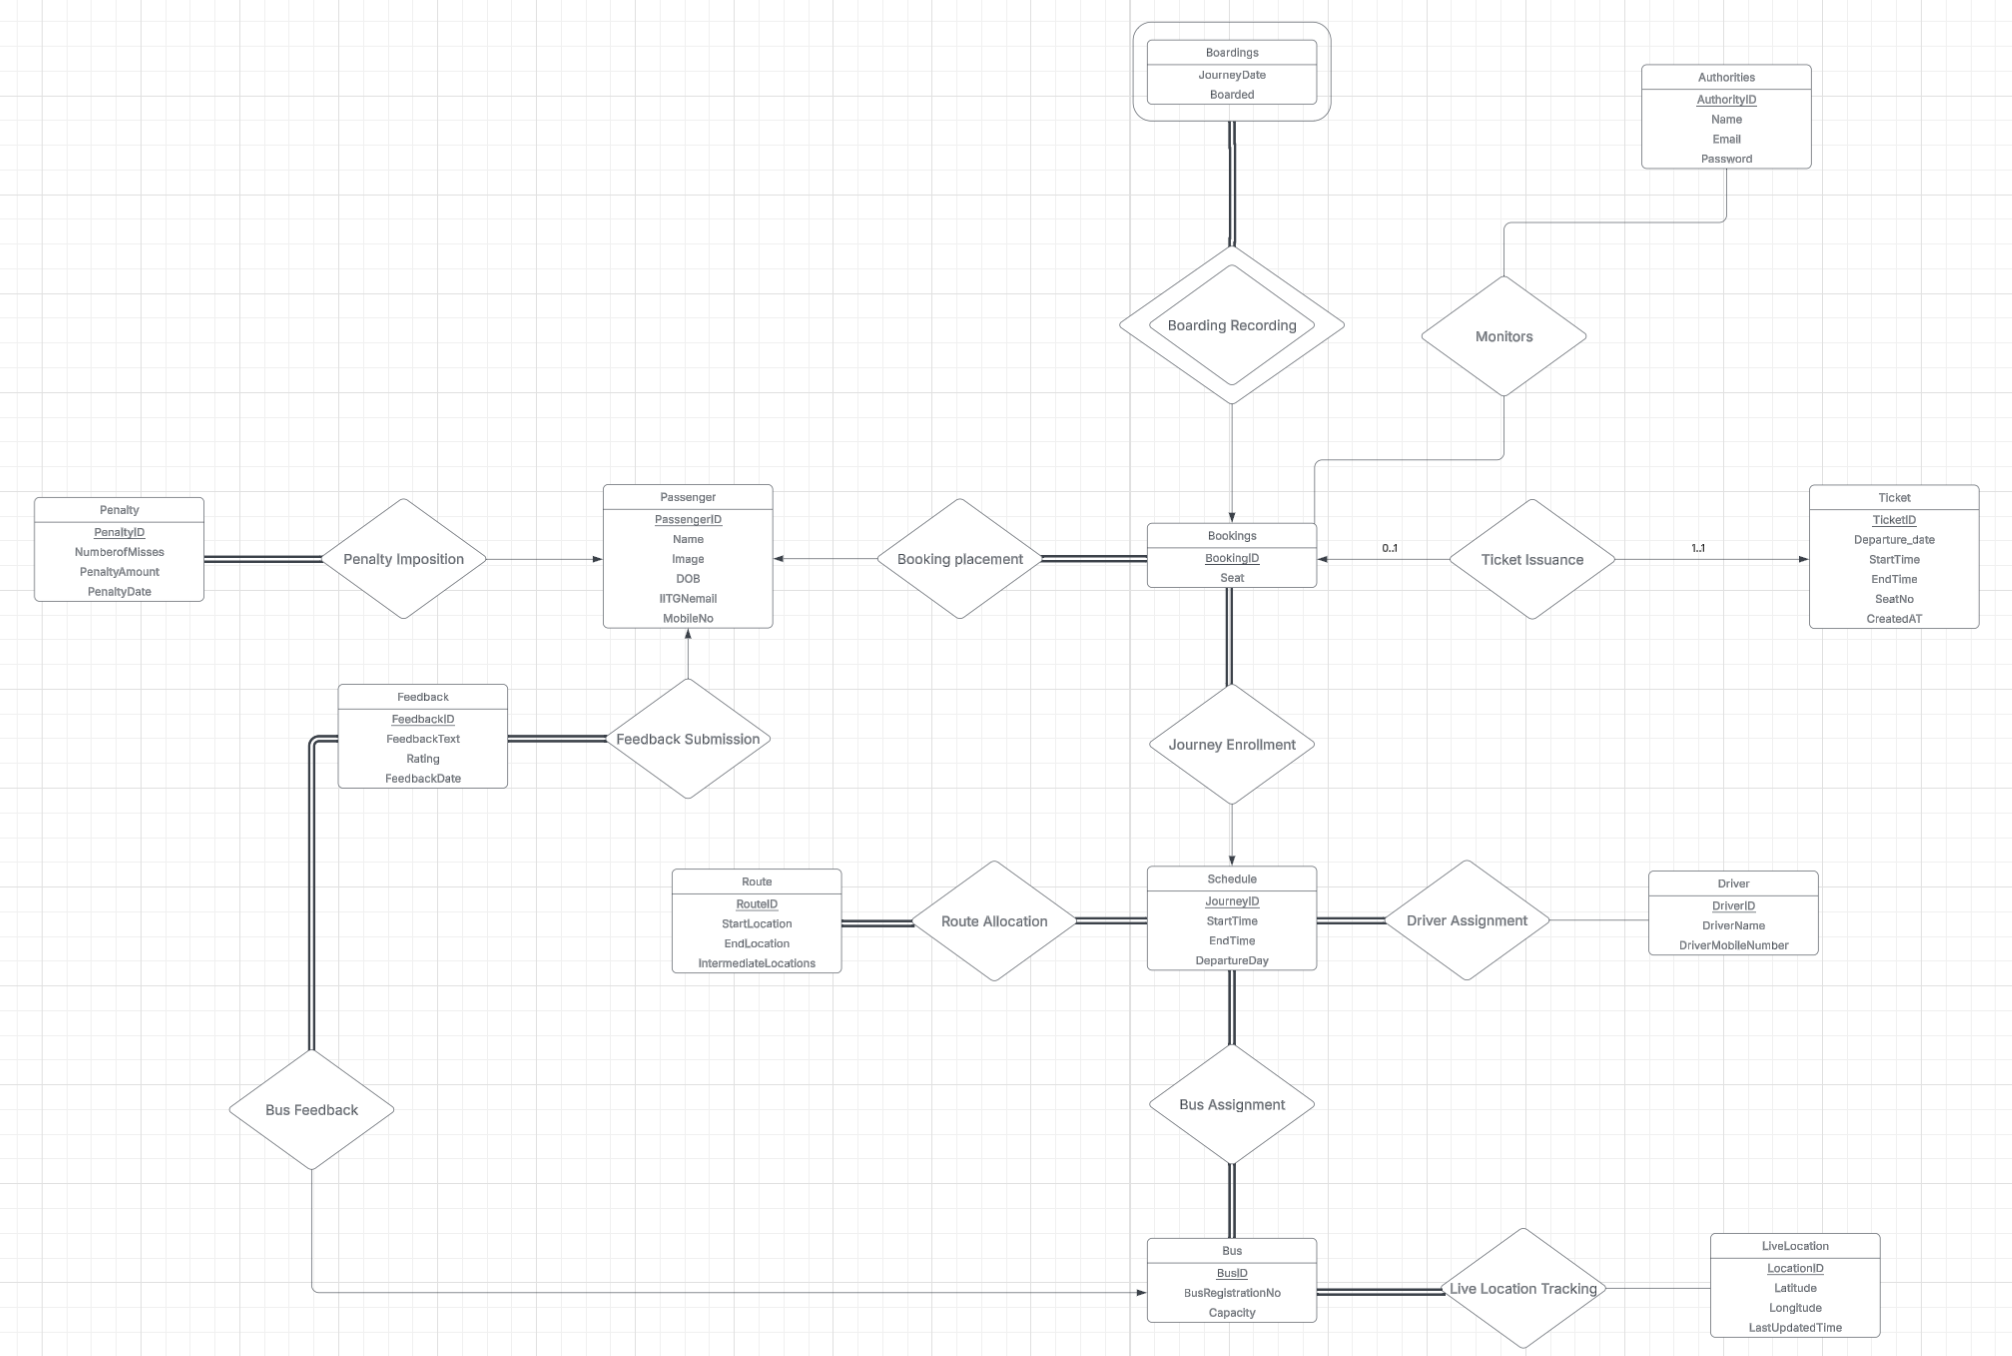 Boardings
JourneyDate
Boarded
Authorities
AuthorityID
Name
Email
Password
Boarding Recording
Monitors
Penalty
PenaltyID
NumberofMisses
PenaltyAmount
PenaltyDate
Penalty Imposition
Passenger
PassengerID
Name
Image
DOB
IITGNemail
MobileNo
Booking placement
Bookings
BookingID
Seat
0..1
Ticket Issuance
1..1
Ticket
TicketID
Departure_date
StartTime
EndTime
SeatNo
CreatedAT
Feedback
FeedbackID
FeedbackText
Rating
FeedbackDate
Feedback Submission
Journey Enrollment
Route
RouteID
StartLocation
EndLocation
IntermediateLocations
Route Allocation
Schedule
JourneyID
StartTime
EndTime
DepartureDay
Driver Assignment
Driver
DriverID
DriverName
DriverMobileNumber
Bus Feedback
Bus Assignment
Bus
BusID
BusRegistrationNo
Capacity
Live Location Tracking
LiveLocation
LocationID
Latitude
Longitude
LastUpdatedTime